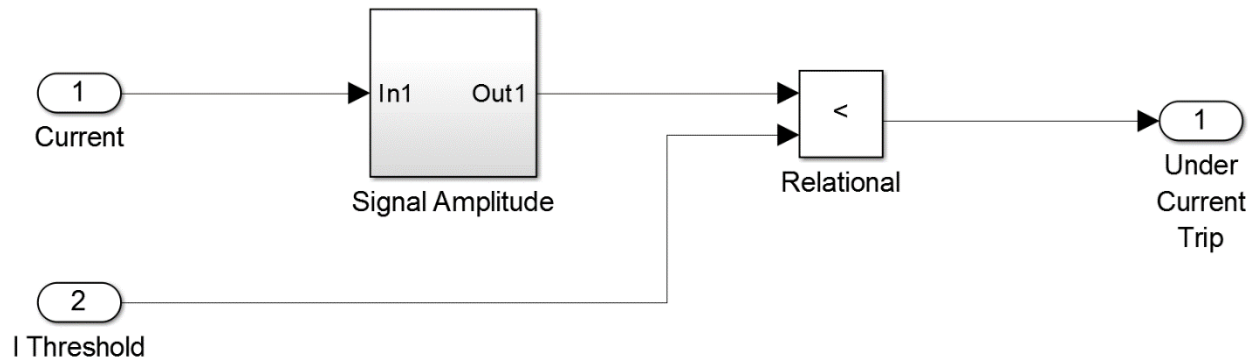 1
Current
In1 Out1
Signal Amplitude
<
Relational
1
Under
Current
Trip
2
I Threshold